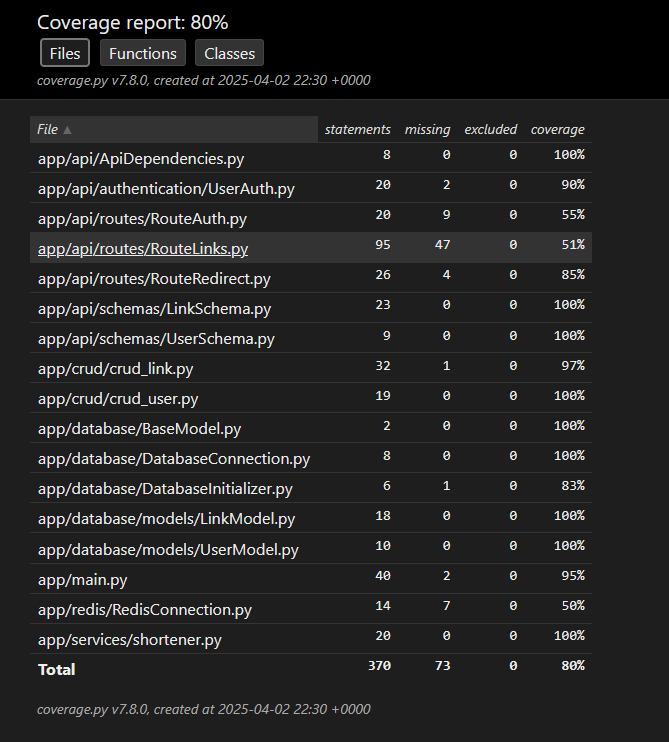 Coverage report: 80%
Files Functions Classes
coverage.py v7.8.0, created at 2025-04-02 22:30 +0000
File ▲ statements missing excluded coverage
app/api/ApiDependencies.py 8 0 0 100%
app/api/authentication/UserAuth.py 20 2 0 90%
app/api/routes/RouteAuth.py 20 9 0 55%
app/api/routes/RouteLinks.py 95 47 0 51%
app/api/routes/RouteRedirect.py 26 4 0 85%
app/api/schemas/LinkSchema.py 23 0 0 100%
app/api/schemas/UserSchema.py 9 0 0 100%
app/crud/crud_link.py 32 1 0 97%
app/crud/crud_user.py 19 0 0 100%
app/database/BaseModel.py 2 0 0 100%
app/database/DatabaseConnection.py 8 0 0 100%
app/database/DatabaseInitializer.py 6 1 0 83%
app/database/models/LinkModel.py 18 0 0 100%
app/database/models/UserModel.py 10 0 0 100%
app/main.py 40 2 0 95%
app/redis/RedisConnection.py 14 7 0 50%
app/services/shortener.py 20 0 0 100%
Total 370 73 0 80%
coverage.py v7.8.0, created at 2025-04-02 22:30 +0000